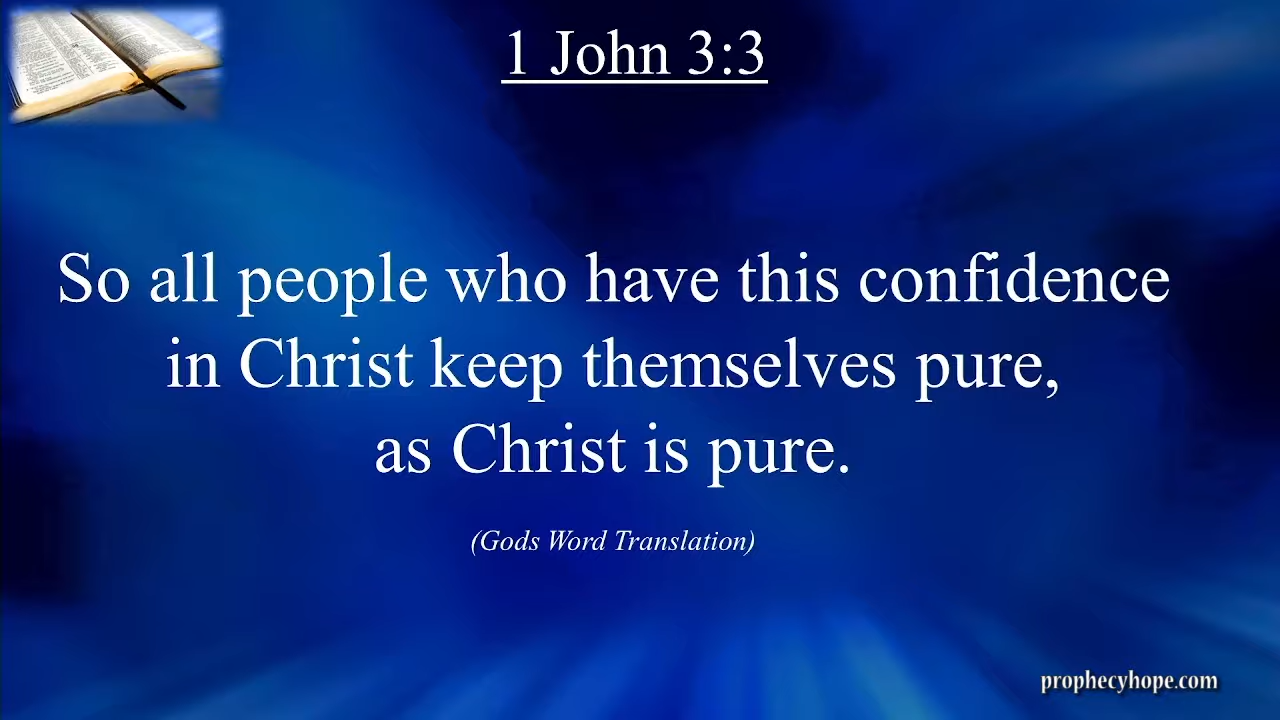 1 John 3:3
So all people who have this confidence
in Christ keep themselves pure,
as Christ is pure.
(Gods Word Translation)
prophecyhope.com